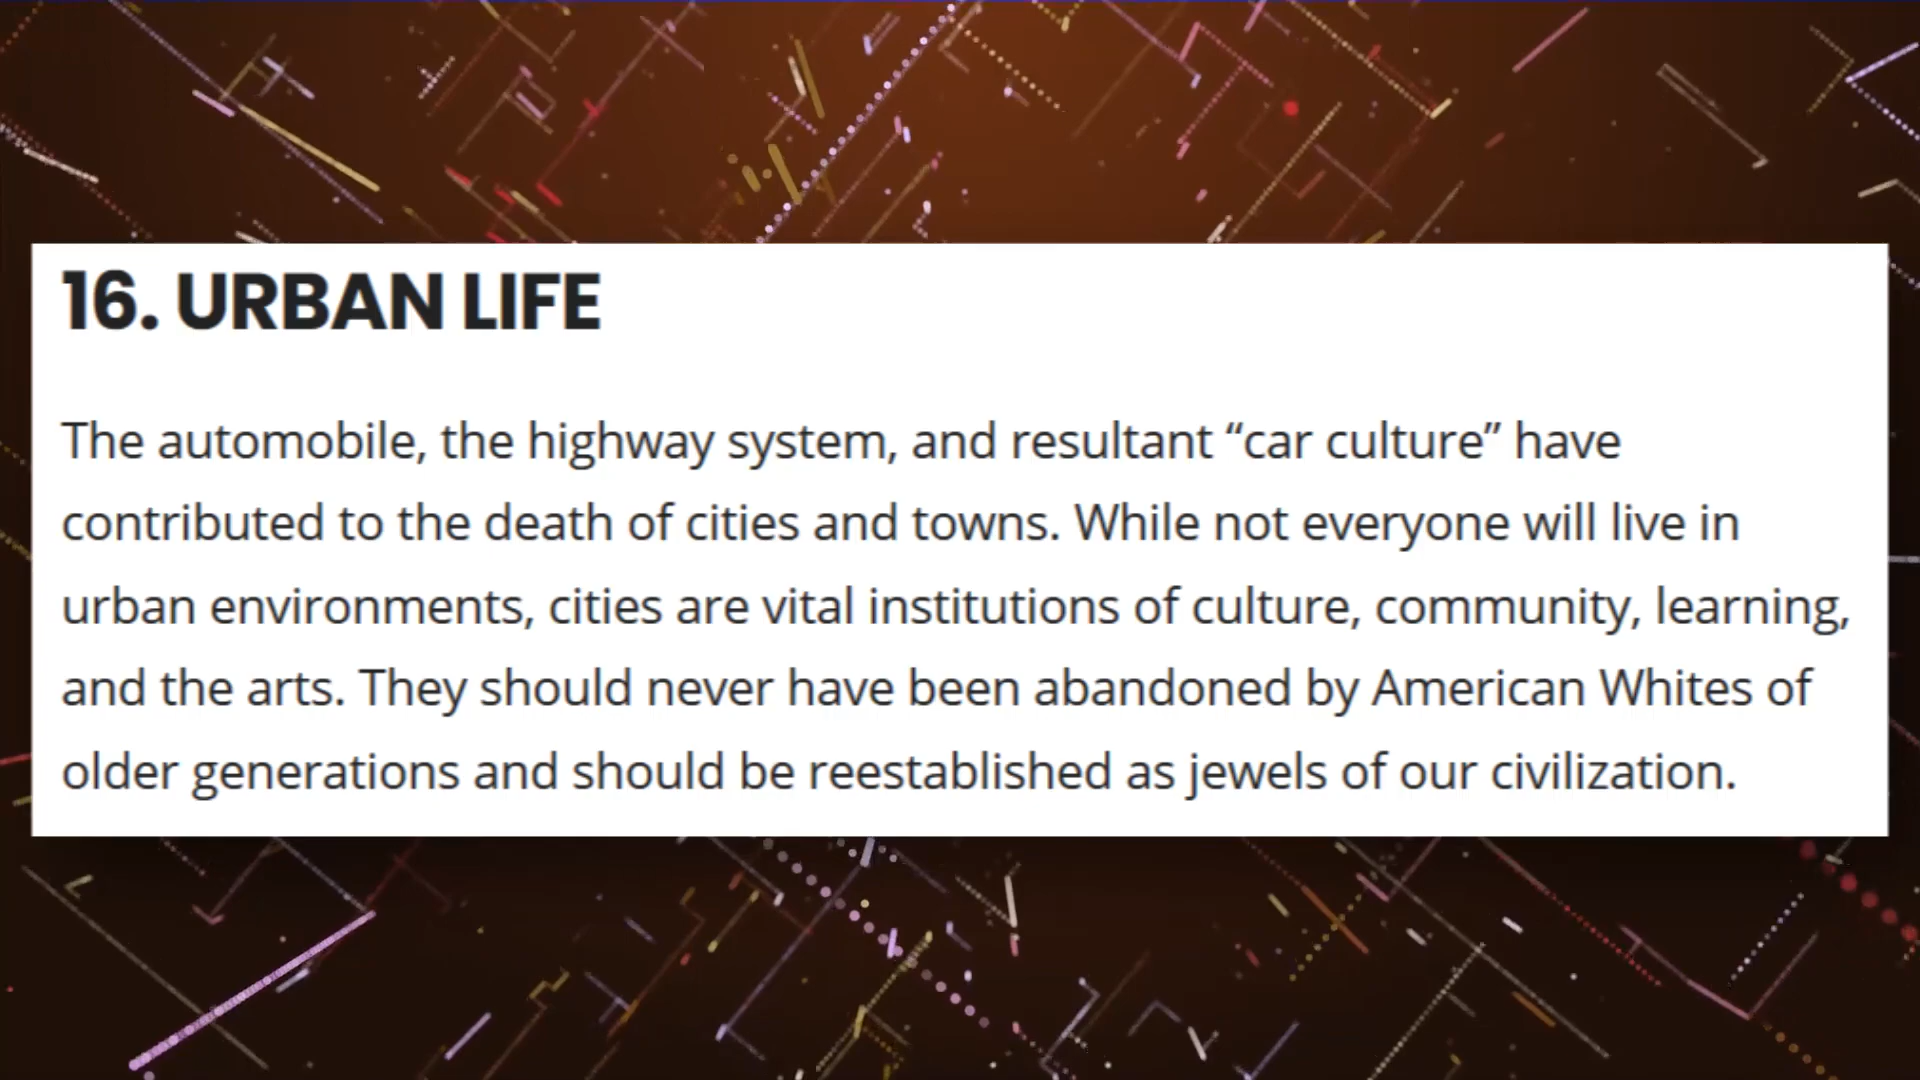 16. URBAN LIFE
The automobile, the highway system, and resultant “car culture” have
contributed to the death of cities and towns. While not everyone will live in
urban environments, cities are vital institutions of culture, community, learning,
and the arts. They should never have been abandoned by American Whites of
older generations and should be reestablished as jewels of our civilization.